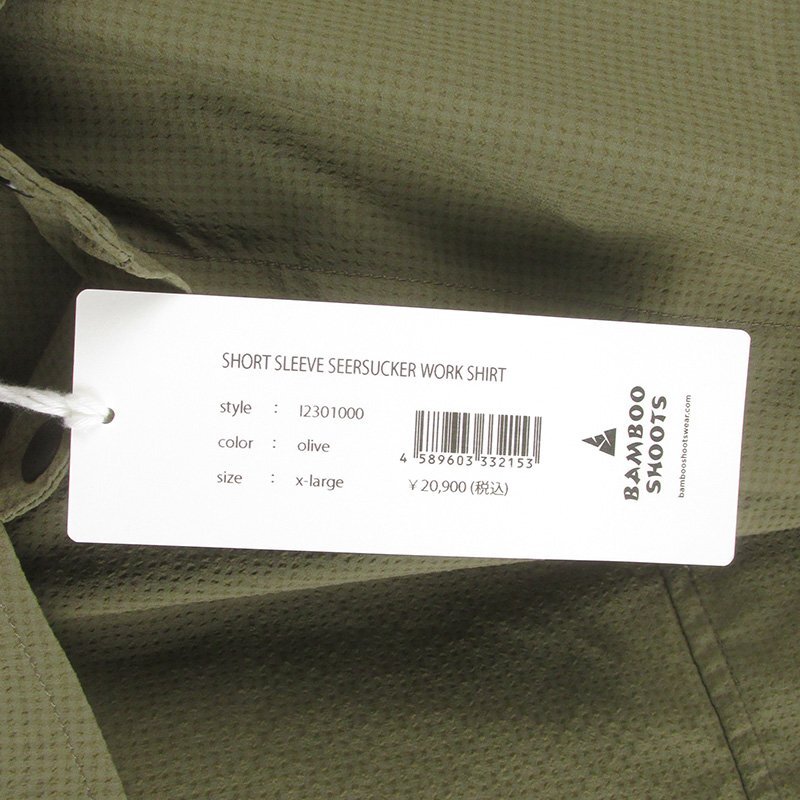 SHORT SLEEVE SEERSUCKER WORK SHIRT
style : I2301000
color : olive
size : x-large
4 589603 332153
¥20,900 (税込)
BAMBOO
SHOOTS
bambooshootswear.com